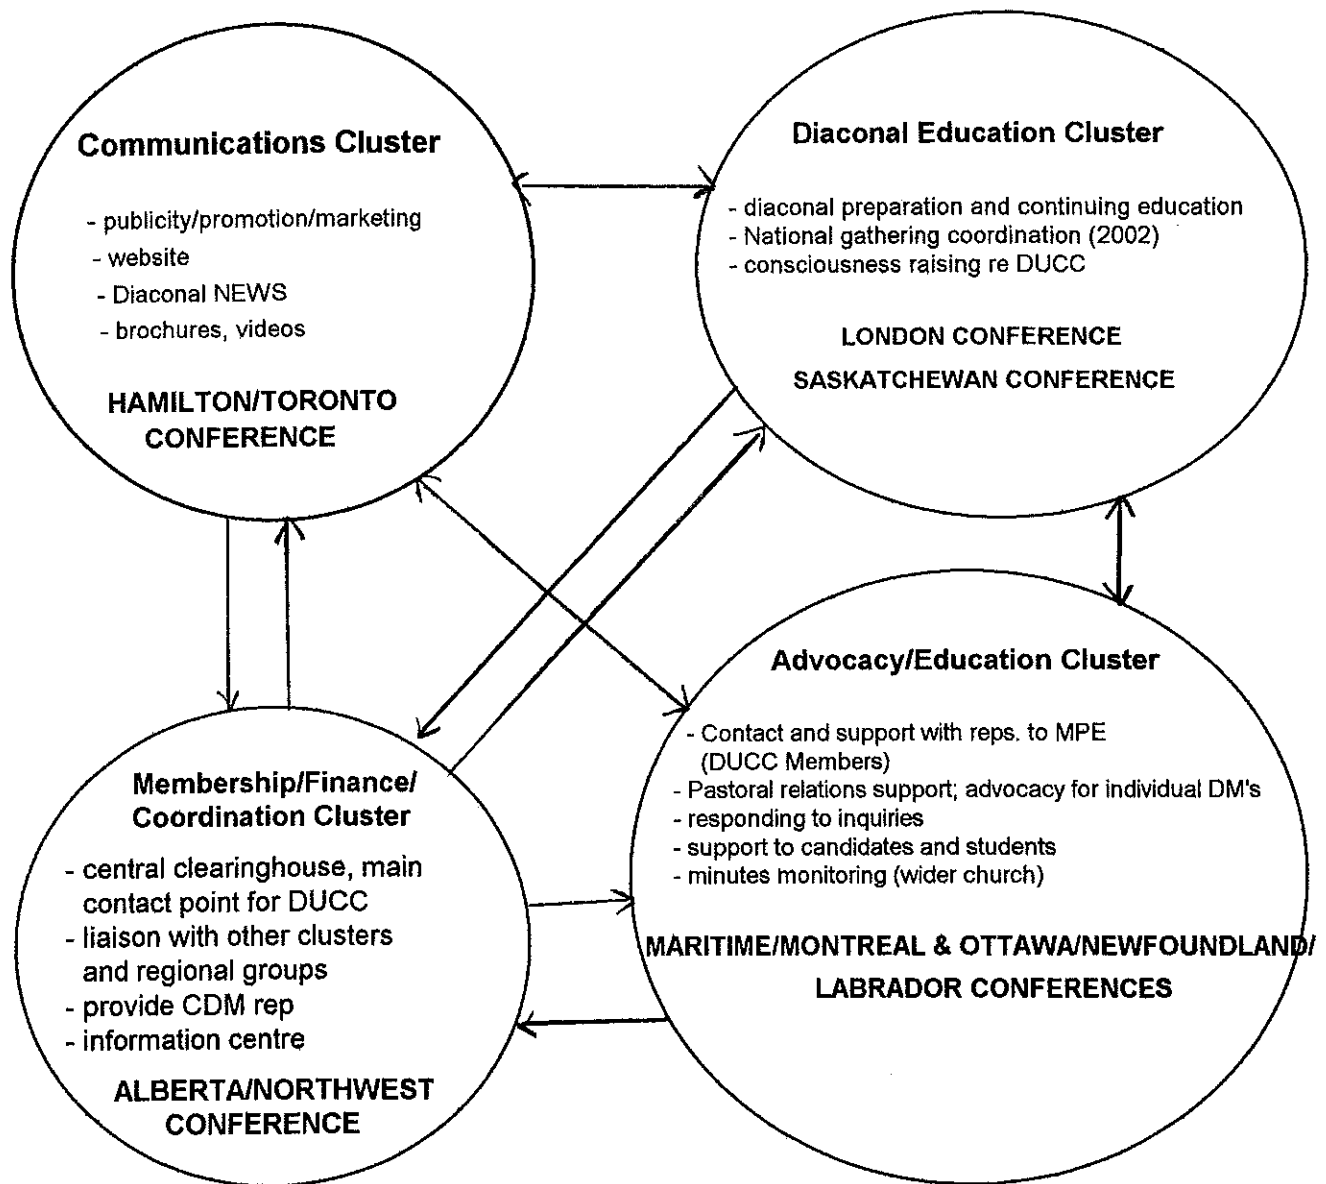 Communications Cluster
- publicity/promotion/marketing
- website
- Diaconal NEWS
- brochures, videos
HAMILTON/TORONTO
CONFERENCE
Diaconal Education Cluster
- diaconal preparation and continuing education
- National gathering coordination (2002)
- consciousness raising re DUCC
LONDON CONFERENCE
SASKATCHEWAN CONFERENCE
Membership/Finance/
Coordination Cluster
- central clearinghouse, main
contact point for DUCC
- liaison with other clusters
and regional groups
- provide CDM rep
- information centre
ALBERTA/NORTHWEST
CONFERENCE
Advocacy/Education Cluster
- Contact and support with reps. to MPE
(DUCC Members)
- Pastoral relations support; advocacy for individual DM's
- responding to inquiries
- support to candidates and students
- minutes monitoring (wider church)
MARITIME/MONTREAL & OTTAWA/NEWFOUNDLAND/
LABRADOR CONFERENCES